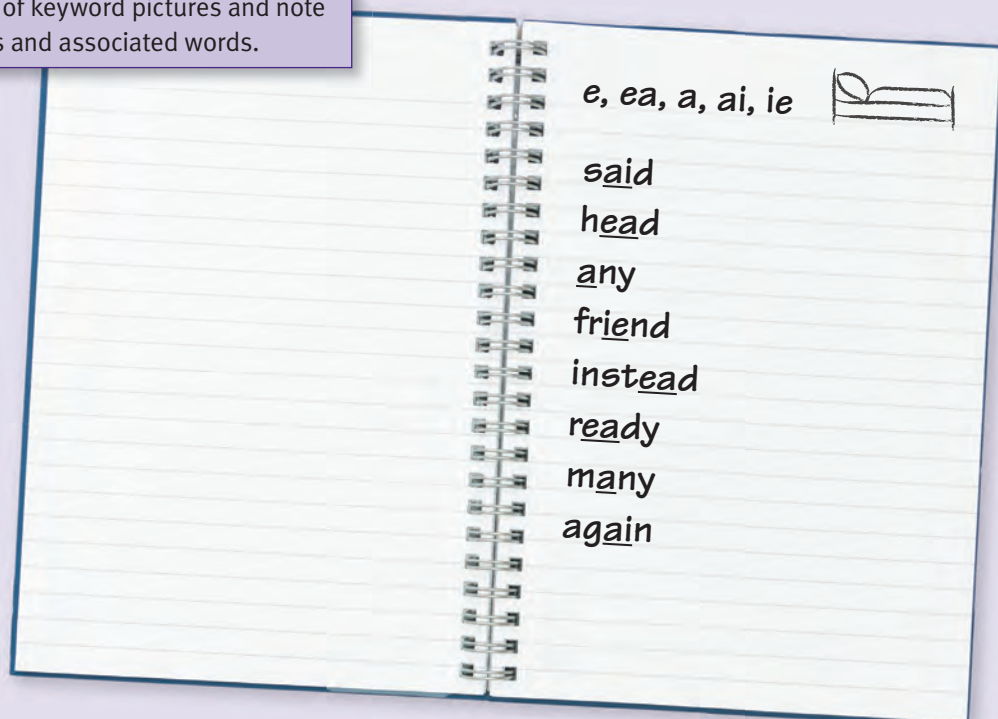 of keyword pictures and note
and associated words.
e, ea, a, ai, ie
said
head
any
friend
instead
ready
many
again